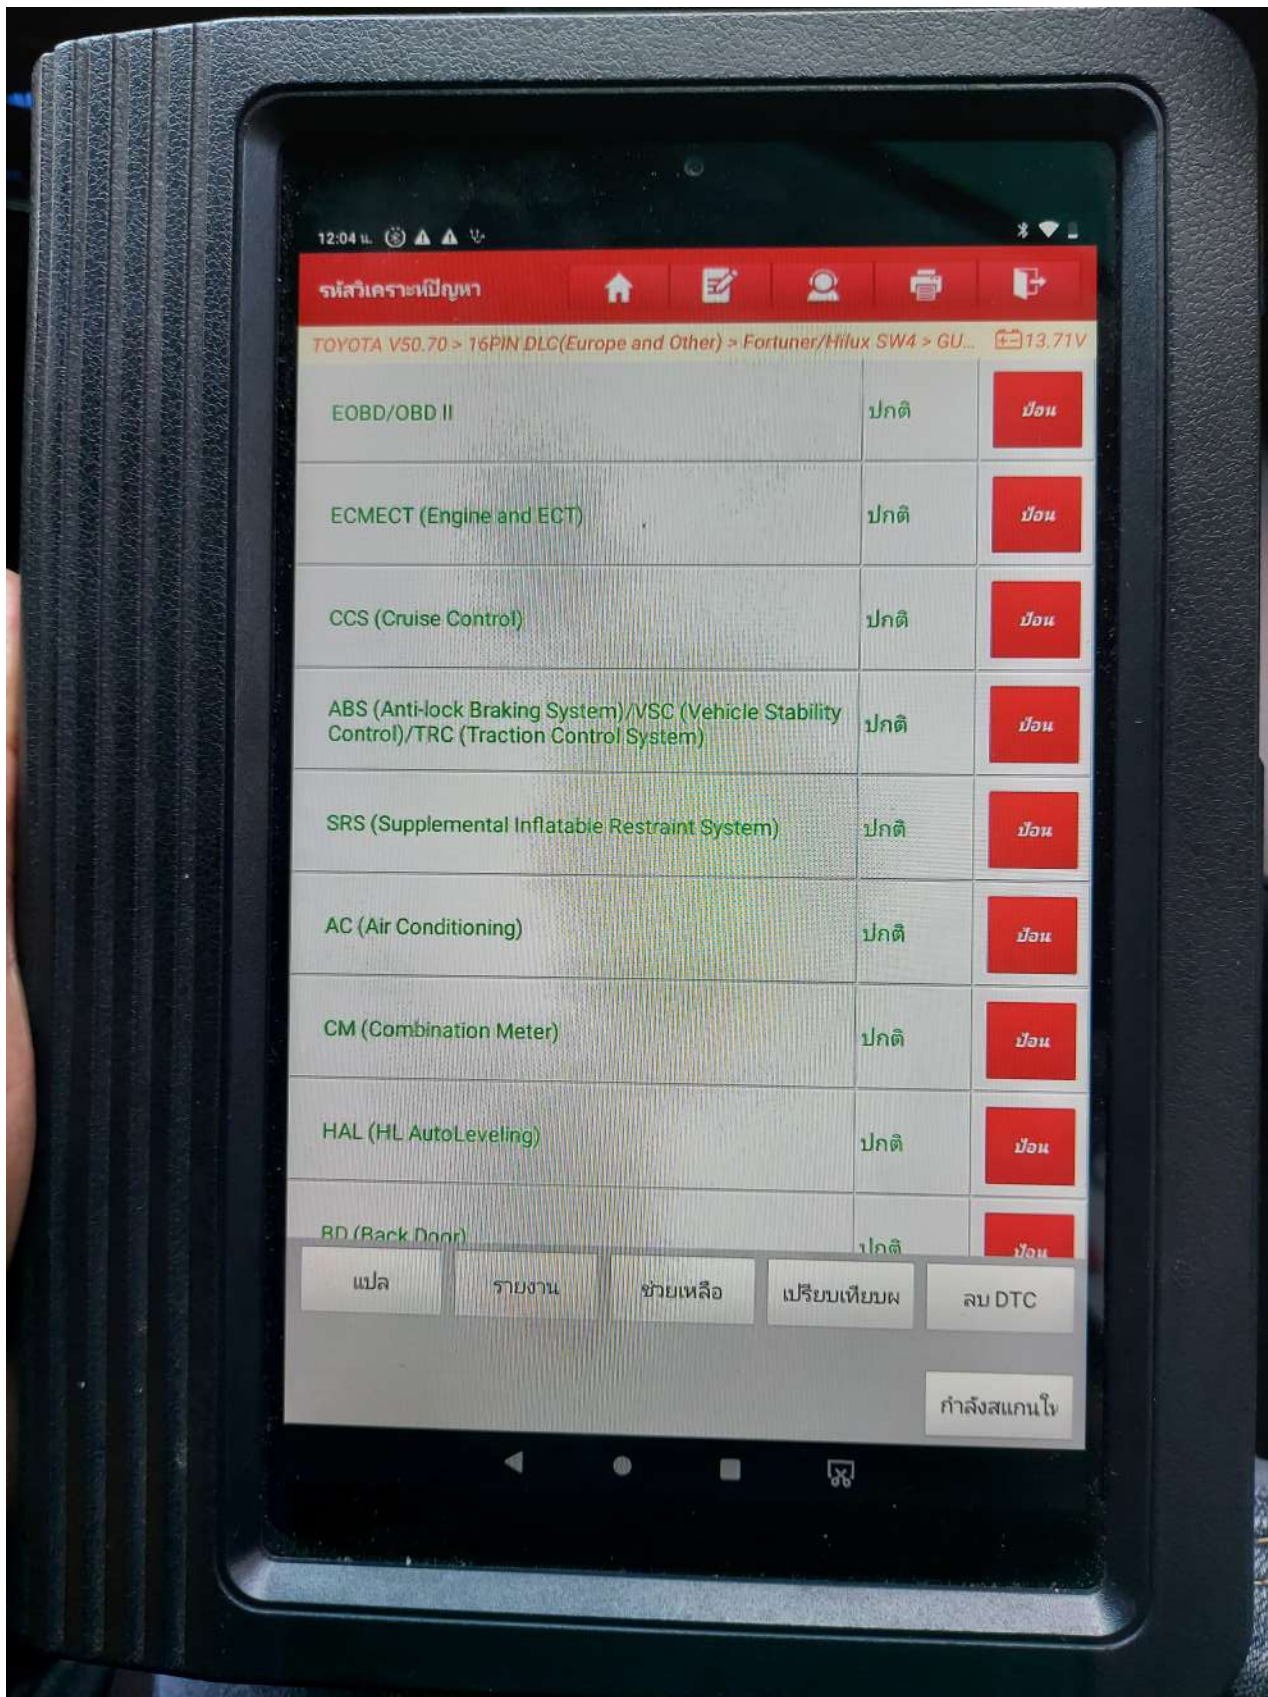 12:04 น.
รหัสวิเคราะห์ปัญหา
TOYOTA V50.70 > 16PIN DLC(Europe and Other) > Fortuner/Hilux SW4 > GU... 13.71V
EOBD/OBD II ปกติ ป้อน
ECMECT (Engine and ECT) ปกติ ป้อน
CCS (Cruise Control) ปกติ ป้อน
ABS (Anti-lock Braking System)/VSC (Vehicle Stability
Control)/TRC (Traction Control System) ปกติ ป้อน
SRS (Supplemental Inflatable Restraint System) ปกติ ป้อน
AC (Air Conditioning) ปกติ ป้อน
CM (Combination Meter) ปกติ ป้อน
HAL (HL AutoLeveling) ปกติ ป้อน
BD (Back Door) ปกติ ป้อน
แปล รายงาน ช่วยเหลือ เปรียบเทียบผ ลบ DTC
กำลังสแกนให